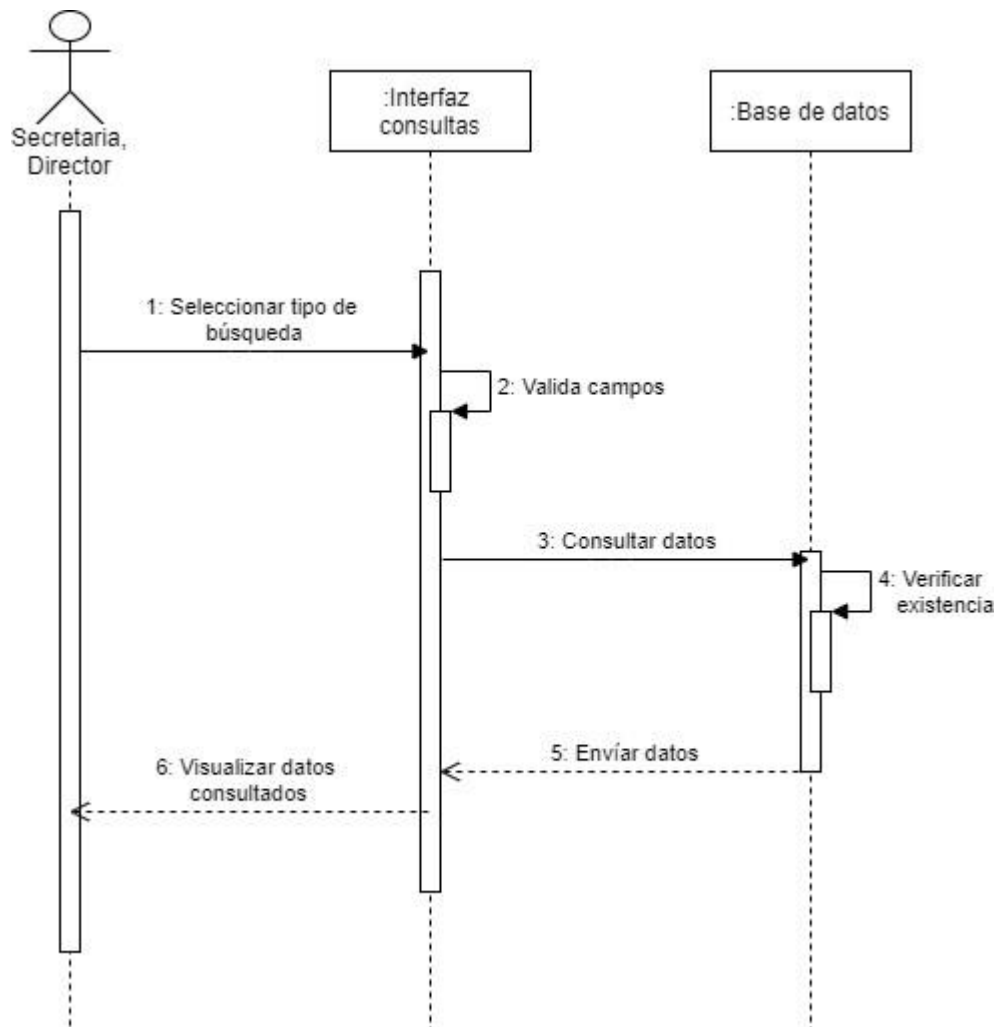 Secretaria,
Director
:Interfaz
consultas
:Base de datos
1: Seleccionar tipo de
búsqueda
2: Valida campos
3: Consultar datos
4: Verificar
existencia
5: Envíar datos
6: Visualizar datos
consultados